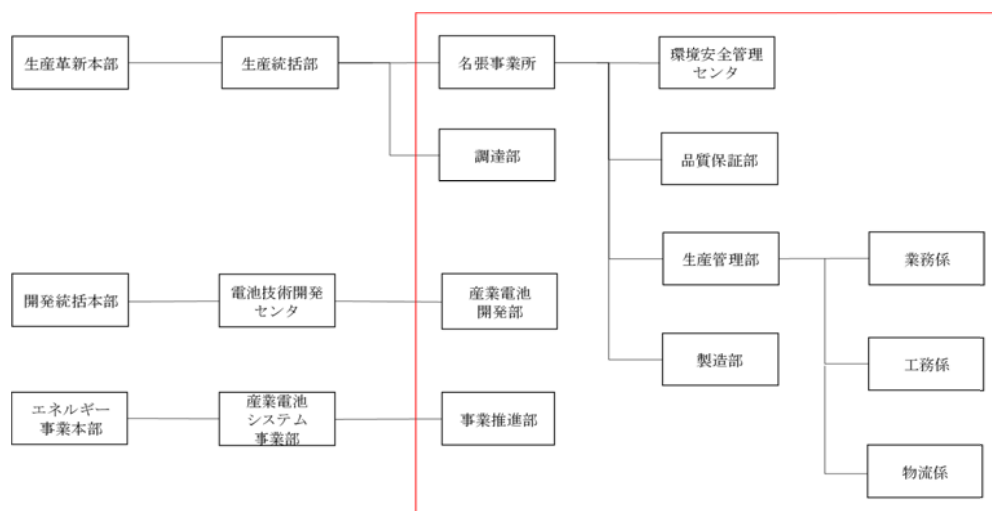 生産革新本部
生産統括部
名張事業所
環境安全管理
センタ
調達部
品質保証部
生産管理部
業務係
開発統括本部
電池技術開発
センタ
産業電池
開発部
製造部
工務係
エネルギー
事業本部
産業電池
システム
事業部
事業推進部
物流係